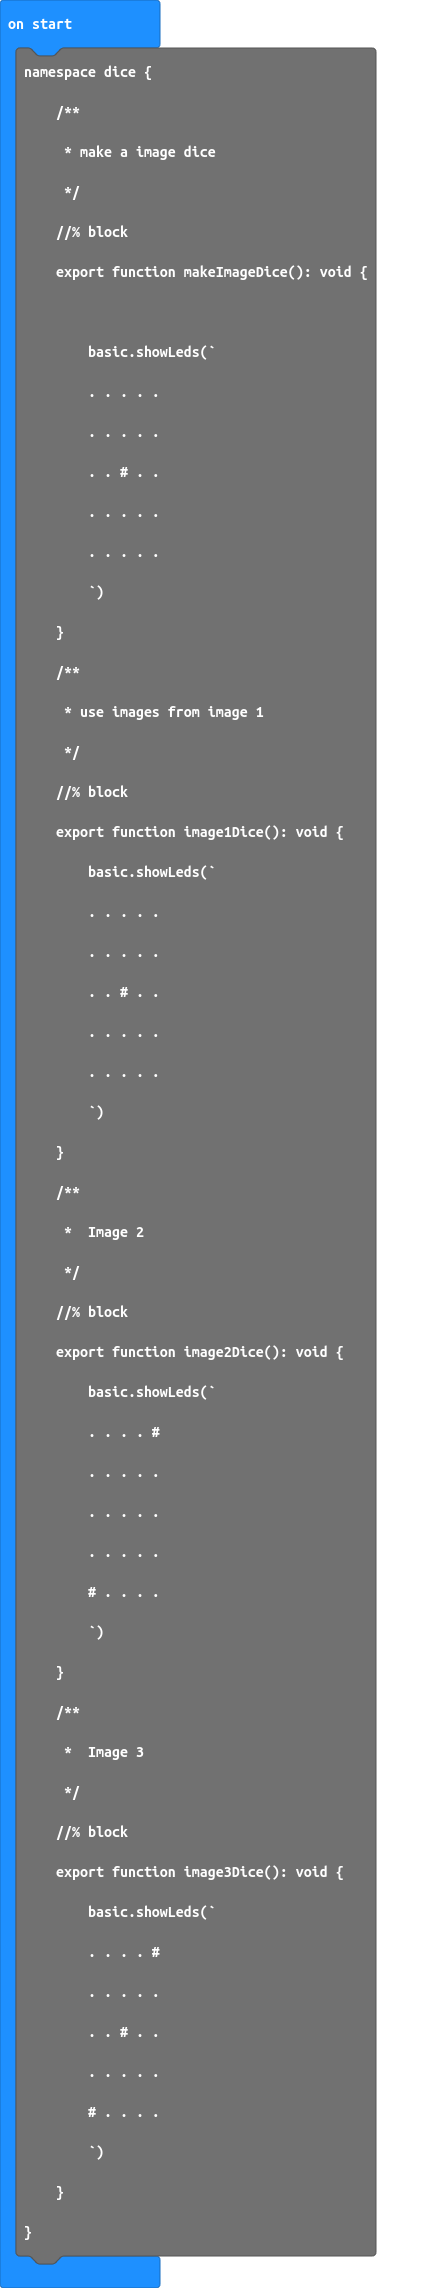 on start
namespace dice {
    /**
     * make a image dice
     */
    //% block
    export function makeImageDice(): void {

        basic.showLeds(`
        . . . . .
        . . . . .
        . . # . .
        . . . . .
        . . . . .
        `)
    }
    /**
     * use images from image 1
     */
    //% block
    export function image1Dice(): void {
        basic.showLeds(`
        . . . . .
        . . . . .
        . . # . .
        . . . . .
        . . . . .
        `)
    }
    /**
     *  Image 2
     */
    //% block
    export function image2Dice(): void {
        basic.showLeds(`
        . . . . #
        . . . . .
        . . . . .
        . . . . .
        # . . . .
        `)
    }
    /**
     *  Image 3
     */
    //% block
    export function image3Dice(): void {
        basic.showLeds(`
        . . . . #
        . . . . .
        . . # . .
        . . . . .
        # . . . .
        `)
    }
}